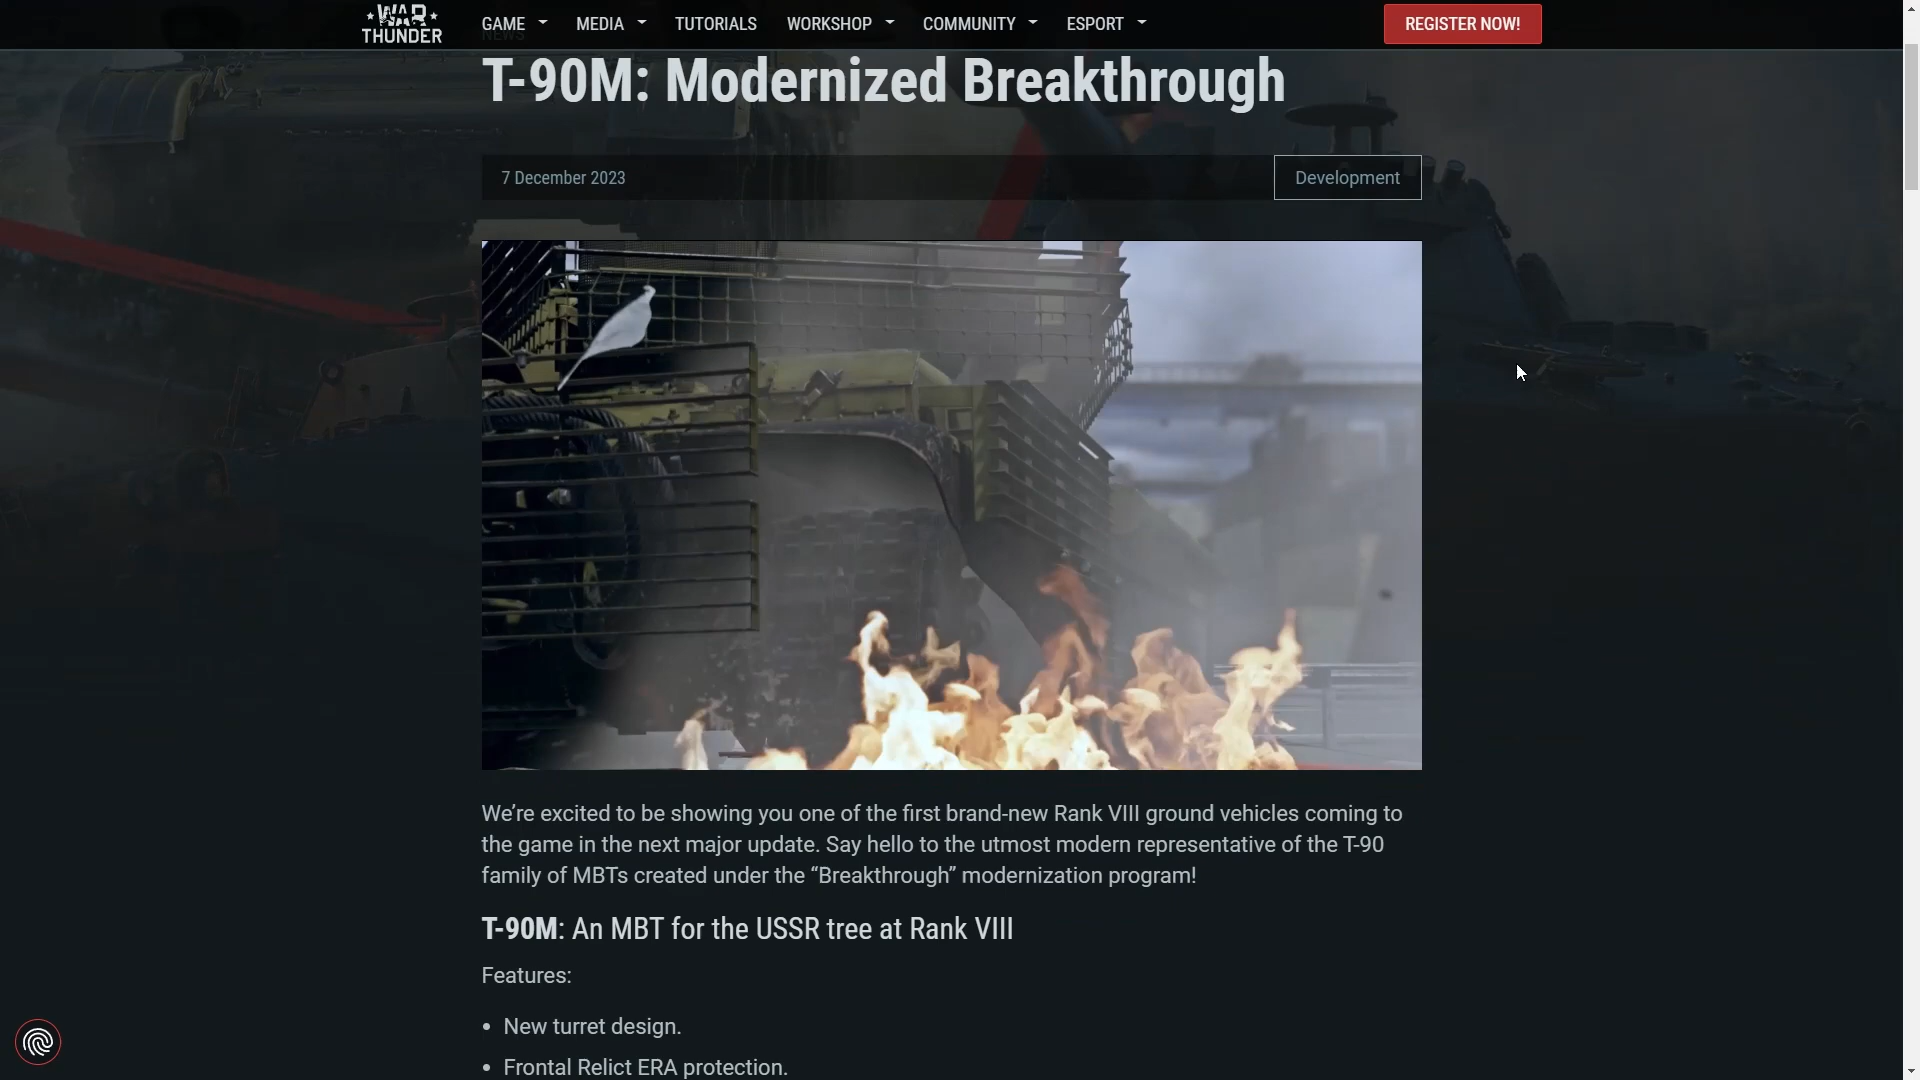 WAR
THUNDER
GAME MEDIA TUTORIALS WORKSHOP COMMUNITY ESPORT REGISTER NOW!
NEWS
T-90M: Modernized Breakthrough
7 December 2023 Development
We’re excited to be showing you one of the first brand-new Rank VIII ground vehicles coming to
the game in the next major update. Say hello to the utmost modern representative of the T-90
family of MBTs created under the “Breakthrough” modernization program!
T-90M: An MBT for the USSR tree at Rank VIII
Features:
• New turret design.
• Frontal Relict ERA protection.